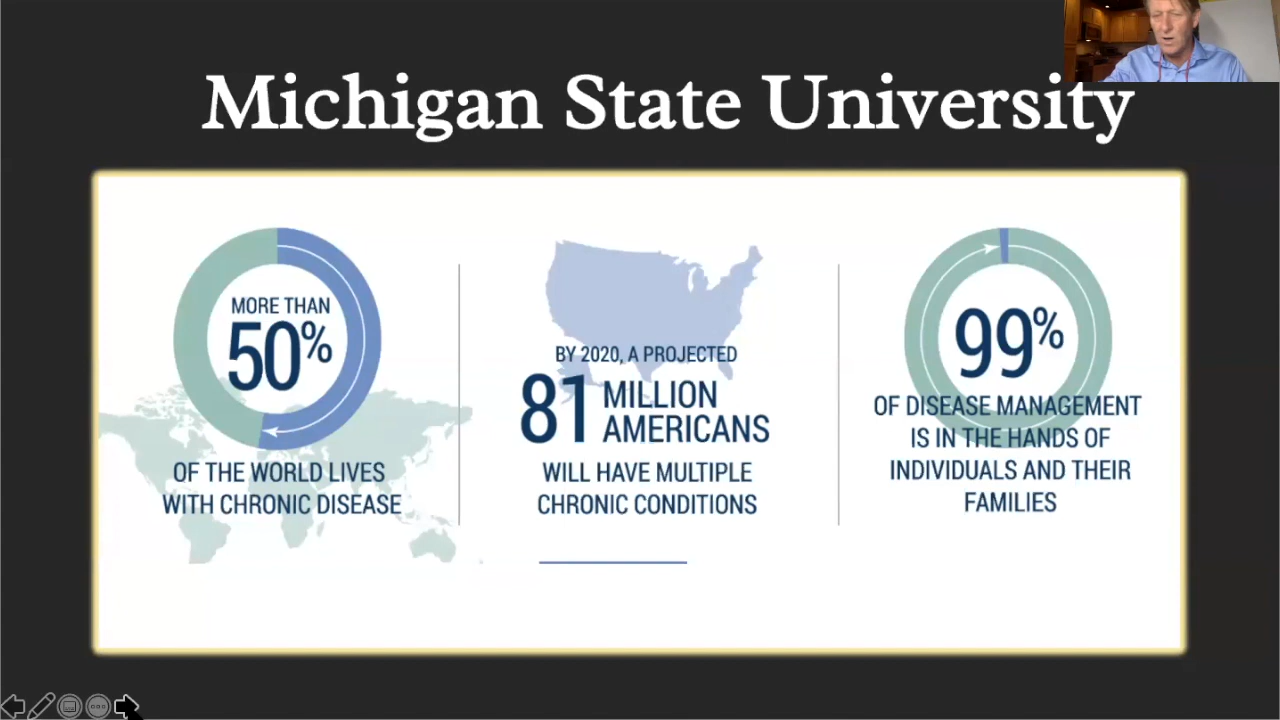 Michigan State University
MORE THAN
50%
OF THE WORLD LIVES
WITH CHRONIC DISEASE
BY 2020, A PROJECTED
81 MILLION
AMERICANS
WILL HAVE MULTIPLE
CHRONIC CONDITIONS
99%
OF DISEASE MANAGEMENT
IS IN THE HANDS OF
INDIVIDUALS AND THEIR
FAMILIES